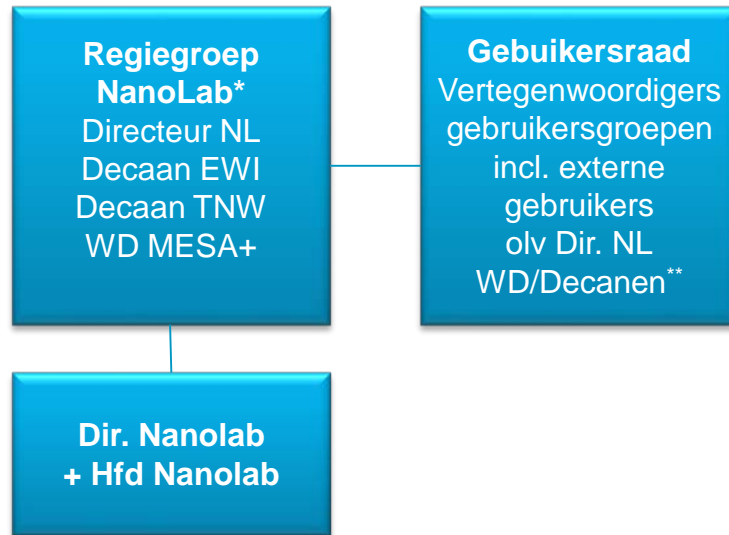 Regiegroep
NanoLab*
Directeur NL
Decaan EWI
Decaan TNW
WD MESA+
Gebuikersraad
Vertegenwoordigers
gebruikersgroepen
incl. externe
gebruikers
olv Dir. NL
WD/Decanen**
Dir. Nanolab
+ Hfd Nanolab